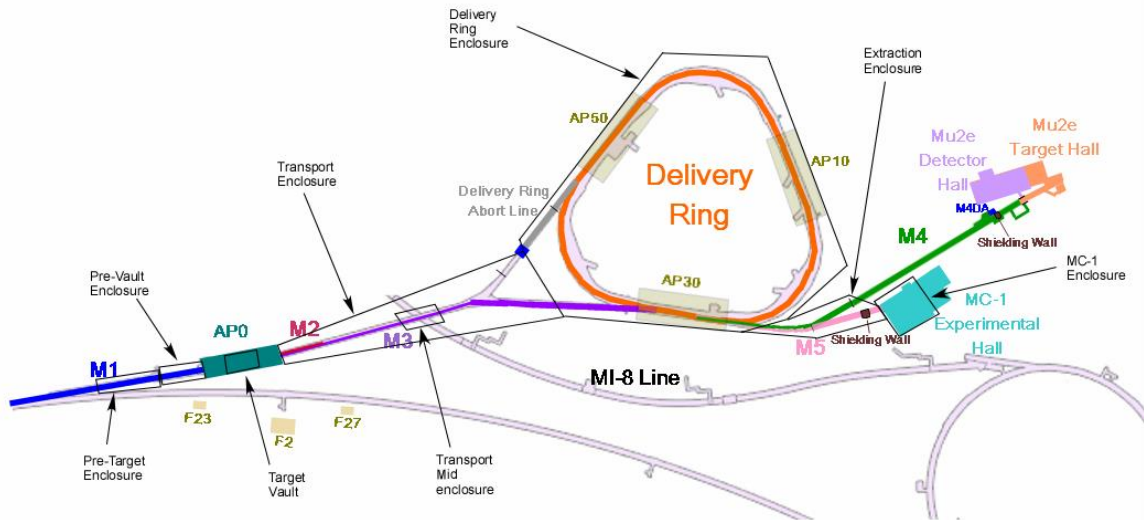 Delivery
Ring
Enclosure
Extraction
Enclosure
AP50
Mu2e
Target Hall
Mu2e
Detector
Hall
AP10
Transport
Enclosure
Delivery
Ring
Delivery Ring
Abort Line
M4DA
Shielding Wall
M4
MC-1
Enclosure
Pre-Vault
Enclosure
AP30
MC-1
Experimental
Hall
AP0
M2
M3
M5
Shielding Wall
M1
MI-8 Line
F23
F2
F27
Pre-Target
Enclosure
Target
Vault
Transport
Mid
enclosure